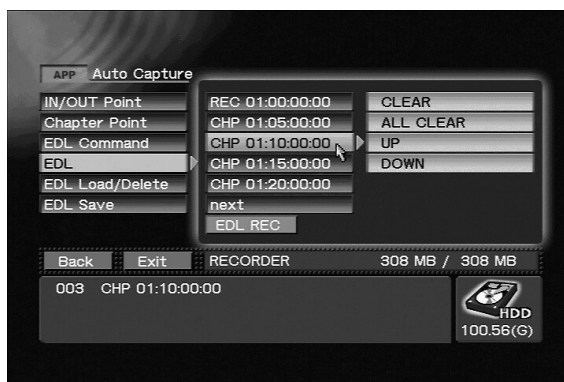 APP Auto Capture
IN/OUT Point
REC 01:00:00:00
CLEAR
Chapter Point
CHP 01:05:00:00
ALL CLEAR
EDL Command
CHP 01:10:00:00
UP
EDL
CHP 01:15:00:00
DOWN
EDL Load/Delete
CHP 01:20:00:00
EDL Save
next
EDL REC
Back Exit RECORDER 308 MB / 308 MB
003 CHP 01:10:00:00
HDD
100.56(G)